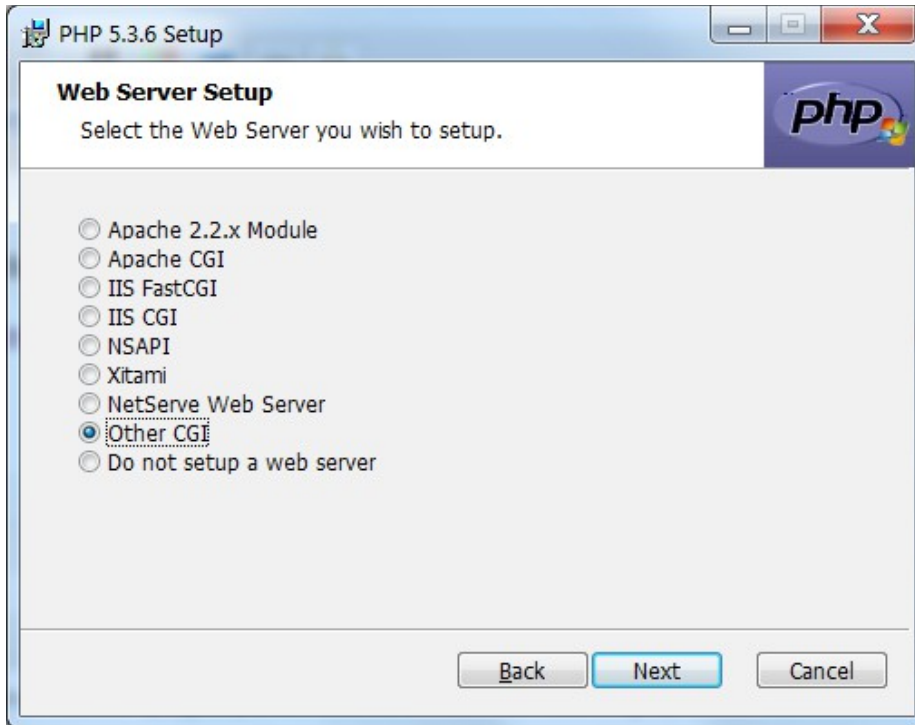 PHP 5.3.6 Setup
Web Server Setup
Select the Web Server you wish to setup.
php
Apache 2.2.x Module
Apache CGI
IIS FastCGI
IIS CGI
NSAPI
Xitami
NetServe Web Server
Other CGI
Do not setup a web server
Back Next Cancel